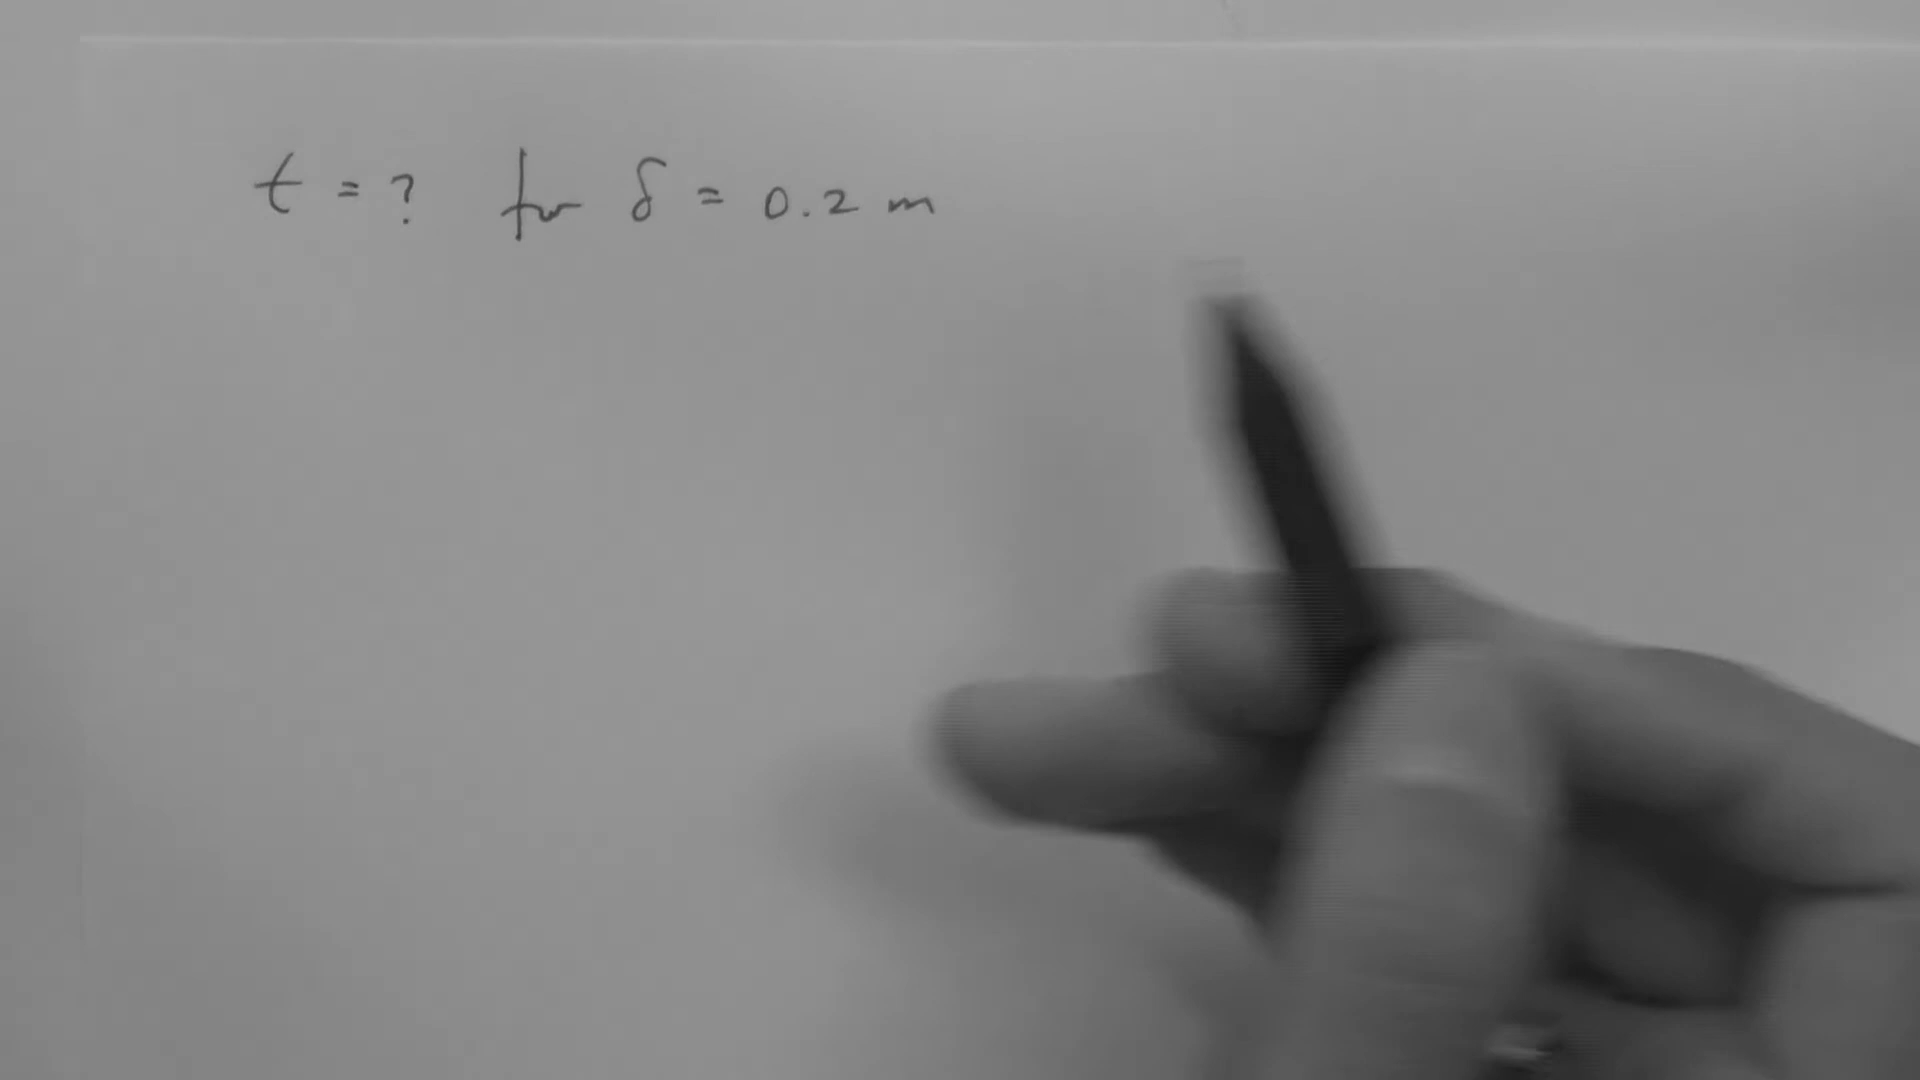 t = ? for δ = 0.2 m